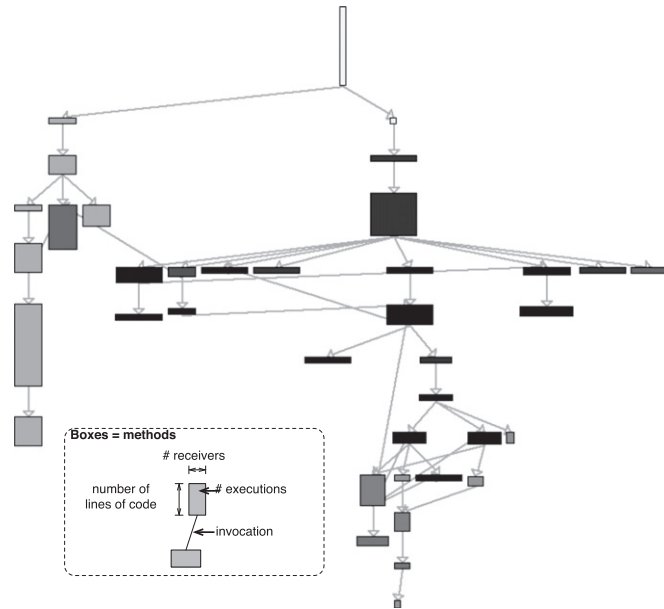 Boxes = methods
# receivers
number of
lines of code
# executions
invocation